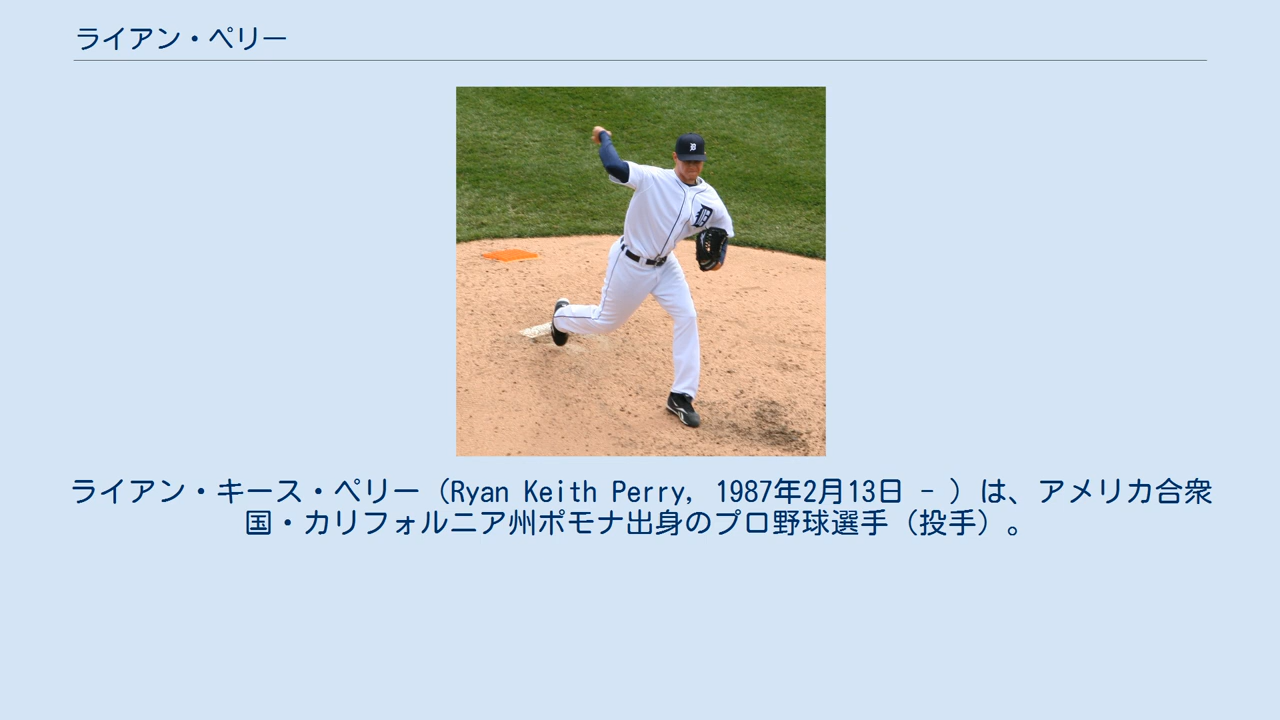 ライアン・ペリー
ライアン・キース・ペリー（Ryan Keith Perry, 1987年2月13日 - ）は、アメリカ合衆
国・カリフォルニア州ポモナ出身のプロ野球選手（投手）。